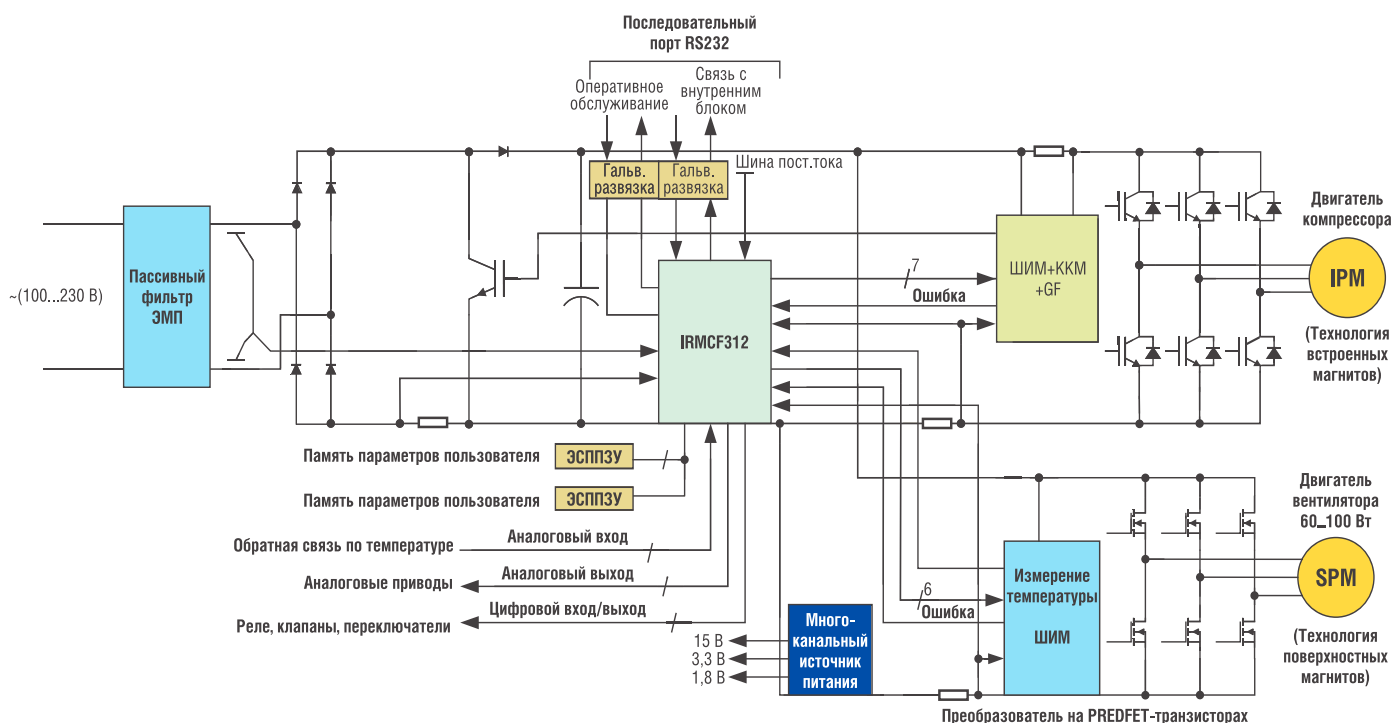 Последовательный
порт RS232
Оперативное
обслуживание
Связь с
внутренним
блоком
Гальв.
развязка
Гальв.
развязка
Шина пост.тока
Пассивный
фильтр
ЭМП
~(100...230 В)
IRMCF312
7
Ошибка
ШИМ+ККМ
+GF
Двигатель
компрессора
IPM
(Технология
встроенных
магнитов)
Память параметров пользователя
ЭСППЗУ
Память параметров пользователя
ЭСППЗУ
Обратная связь по температуре
Аналоговый вход
Аналоговые приводы
Аналоговый выход
Реле, клапаны, переключатели
Цифровой вход/выход
15 В
3,3 В
1,8 В
Много-
канальный
источник
питания
6
Ошибка
Измерение
температуры
ШИМ
Двигатель
вентилятора
60...100 Вт
SPM
(Технология
поверхностных
магнитов)
Преобразователь на PREDFET-транзисторах